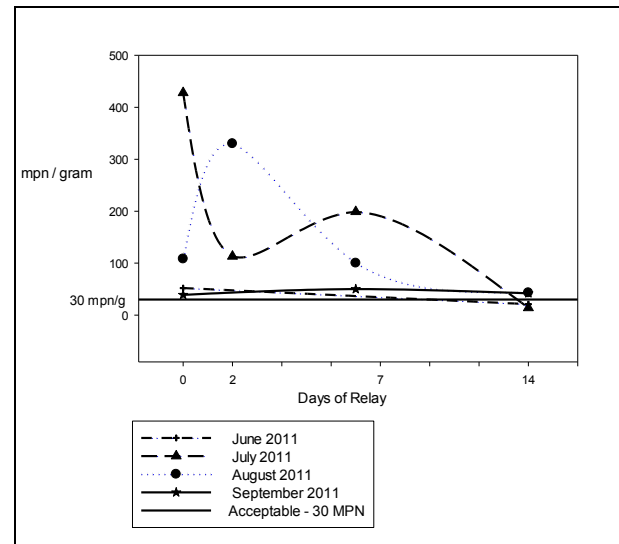 500
400
300
mpn / gram
200
100
30 mpn/g
0
0 2 7 14
Days of Relay
June 2011
July 2011
August 2011
September 2011
Acceptable - 30 MPN